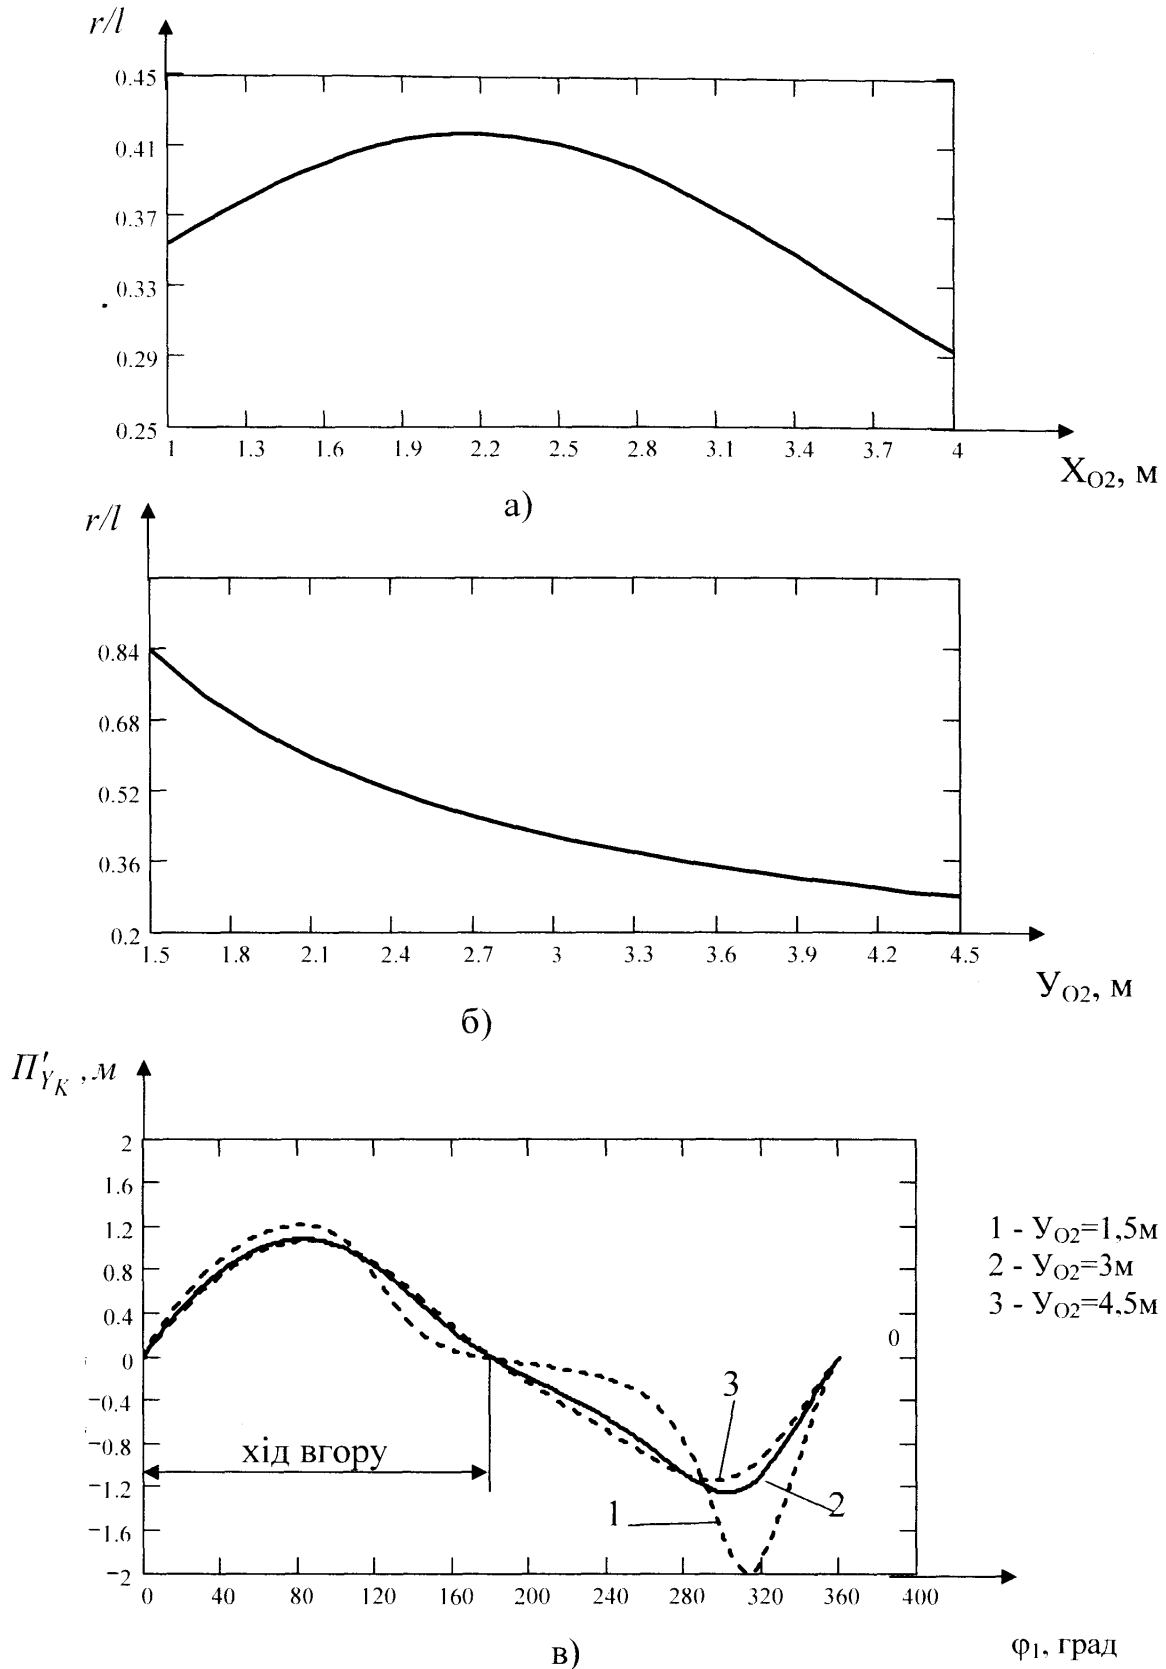 r/l
0.45
0.41
0.37
0.33
0.29
0.25
1 1.3 1.6 1.9 2.2 2.5 2.8 3.1 3.4 3.7 4
X_O2, м
а)
r/l
0.84
0.68
0.52
0.36
0.2
1.5 1.8 2.1 2.4 2.7 3 3.3 3.6 3.9 4.2 4.5
У_O2, м
б)
П'_Y_K , м
2
1.6
1.2
0.8
0.4
0
−0.4
−0.8
−1.2
−1.6
−2
1 - У_O2=1,5м
2 - У_O2=3м
3 - У_O2=4,5м
0
3
хід вгору
1
2
0 40 80 120 160 200 240 280 320 360 400
φ₁, град
в)